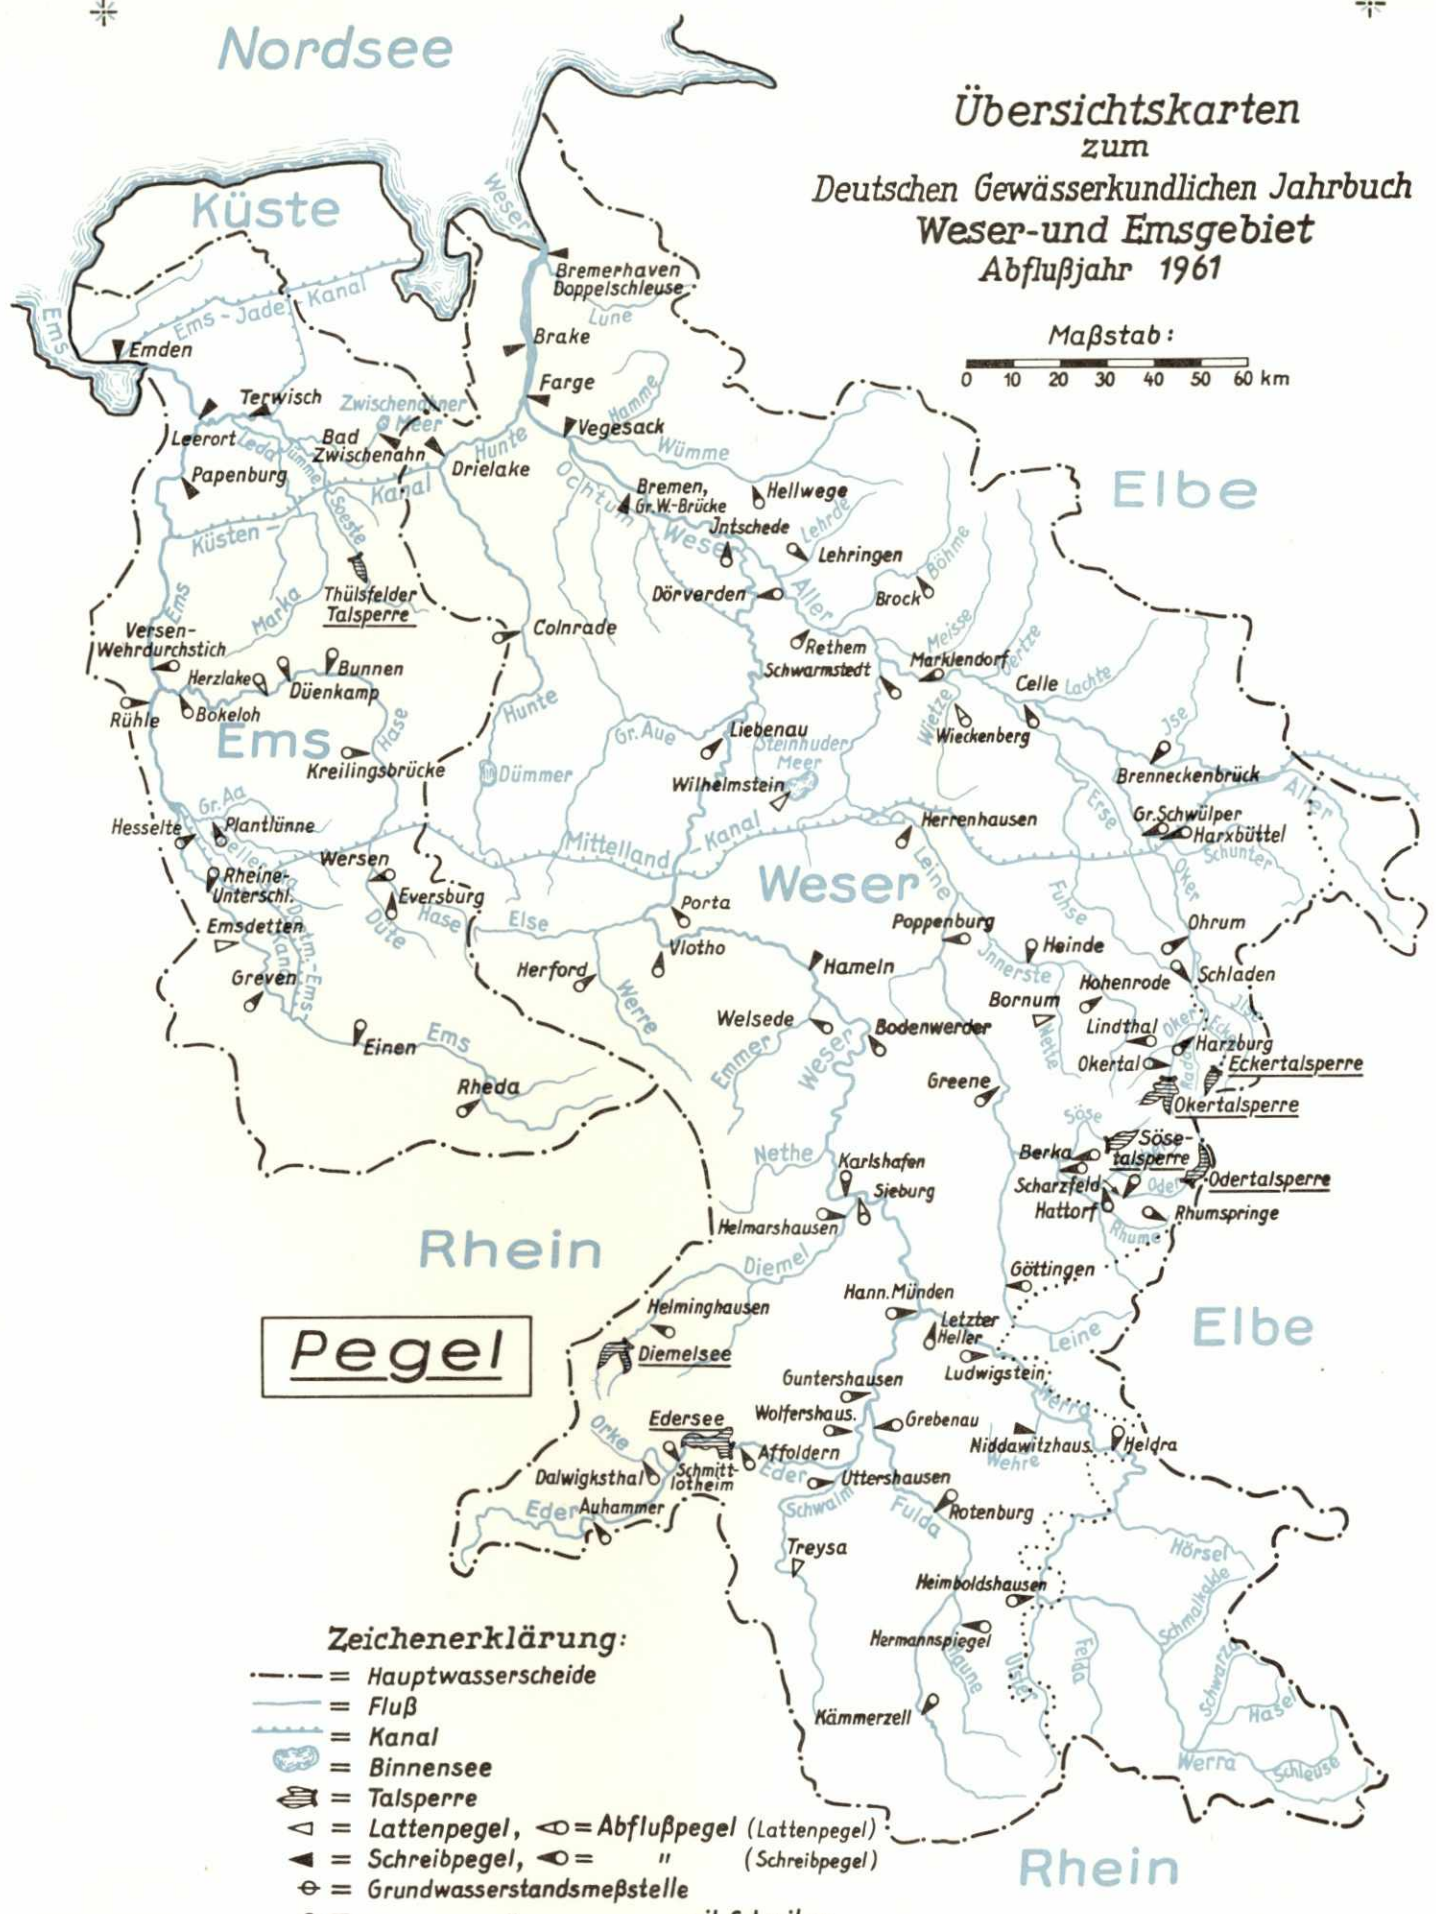 Nordsee
Übersichtskarten
zum
Deutschen Gewässerkundlichen Jahrbuch
Weser-und Emsgebiet
Abflußjahr 1961
Maßstab:
0 10 20 30 40 50 60 km
Küste
Weser
Bremerhaven
Doppelschleuse
Lune
Ems-Jade-Kanal
Ems
Emden
Brake
Farge
Terwisch
Zwischenahner
Meer
Hamme
Leerort
Leda
Jümme
Bad
Zwischenahn
Hunte
Vegesack
Wümme
Papenburg
Drielake
Kanal
Ochtum
Bremen,
Gr.W.-Brücke
Hellwege
Elbe
Küsten-
Soeste
Weser
Jntschede
Lehrde
Lehringen
Böhme
Thülsfelder
Talsperre
Ems
Marka
Dörverden
Aller
Brock
Versen-
Wehrdurchstich
Colnrade
Rethem
Meisse
Oertze
Herzlake
Bunnen
Düenkamp
Schwarmstedt
Marklendorf
Celle
Lachte
Rühle
Bokeloh
Hase
Hunte
Wietze
Wieckenberg
Jse
Ems
Gr.Aue
Liebenau
Steinhuder
Meer
Kreilingsbrücke
Dümmer
Wilhelmstein
Brenneckenbrück
Aller
Gr.Aa
Erse
Hesselte
Plantlünne
Mittelland-Kanal
Herrenhausen
Gr.Schwülper
Harxbüttel
Schunter
Wersen
Rheine-
Unterschl.
Eversburg
Weser
Leine
Fuhse
Oker
Emsdetten
Düte
Hase
Else
Porta
Poppenburg
Ohrum
Dortm.-Ems-
Kanal
Vlotho
Heinde
Greven
Herford
Hameln
Jnnerste
Hohenrode
Schladen
Werre
Bornum
Jlse
Welsede
Bodenwerder
Nette
Lindthal
Oker
Ecker
Einen
Ems
Emmer
Weser
Okertal
Radau
Harzburg
Eckertalsperre
Rheda
Greene
Okertalsperre
Söse
Nethe
Karlshafen
Berka
Söse-
talsperre
Sieburg
Scharzfeld
Oder
Odertalsperre
Helmarshausen
Hattorf
Rhumspringe
Rhume
Rhein
Diemel
Göttingen
Hann.Münden
Helminghausen
Letzter
Heller
Leine
Elbe
Pegel
Diemelsee
Ludwigstein
Guntershausen
Werra
Edersee
Wolfershaus.
Grebenau
Orke
Niddawitzhaus.
Heldra
Wehre
Affoldern
Dalwigksthal
Schmitt-
lotheim
Eder
Uttershausen
Eder
Auhammer
Schwalm
Fulda
Rotenburg
Treysa
Hörsel
Heimboldshausen
Schmalkalde
Hermannspiegel
Haune
Ulster
Felda
Schwarza
Hasel
Kämmerzell
Werra
Schleuse
Rhein
Zeichenerklärung:
= Hauptwasserscheide
= Fluß
= Kanal
= Binnensee
= Talsperre
= Lattenpegel, = Abflußpegel (Lattenpegel)
= Schreibpegel, = " (Schreibpegel)
= Grundwasserstandsmeßstelle